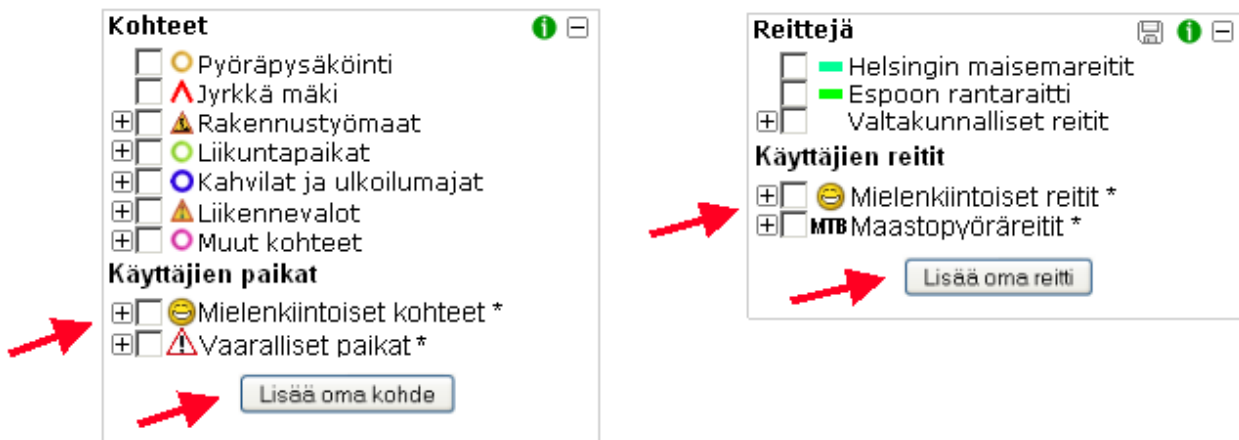 Kohteet
Pyöräpysäköinti
Jyrkkä mäki
Rakennustyömaat
Liikuntapaikat
Kahvilat ja ulkoilumajat
Liikennevalot
Muut kohteet
Käyttäjien paikat
Mielenkiintoiset kohteet *
Vaaralliset paikat *
Lisää oma kohde
Reittejä
Helsingin maisemareitit
Espoon rantaraitti
Valtakunnalliset reitit
Käyttäjien reitit
Mielenkiintoiset reitit *
MTB Maastopyöräreitit *
Lisää oma reitti